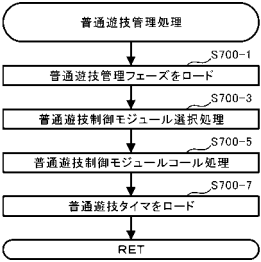 普通遊技管理処理
S700-1
普通遊技管理フェーズをロード
S700-3
普通遊技制御モジュール選択処理
S700-5
普通遊技制御モジュールコール処理
S700-7
普通遊技タイマをロード
RET